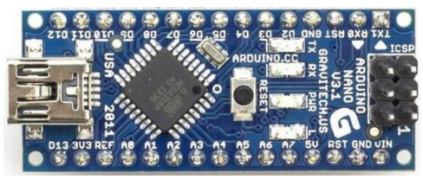 D12 D11 D10 D9 D8 D7 D6 D5 D4 D3 D2 GND RST RX0 TX1
TX RX PWR L
ARDUINO.CC
RESET
USA 2011
GRAVITECH.US
ARDUINO
NANO
V3.1
ICSP
1
G
D13 3V3 REF A0 A1 A2 A3 A4 A5 A6 A7 5V RST GND VIN